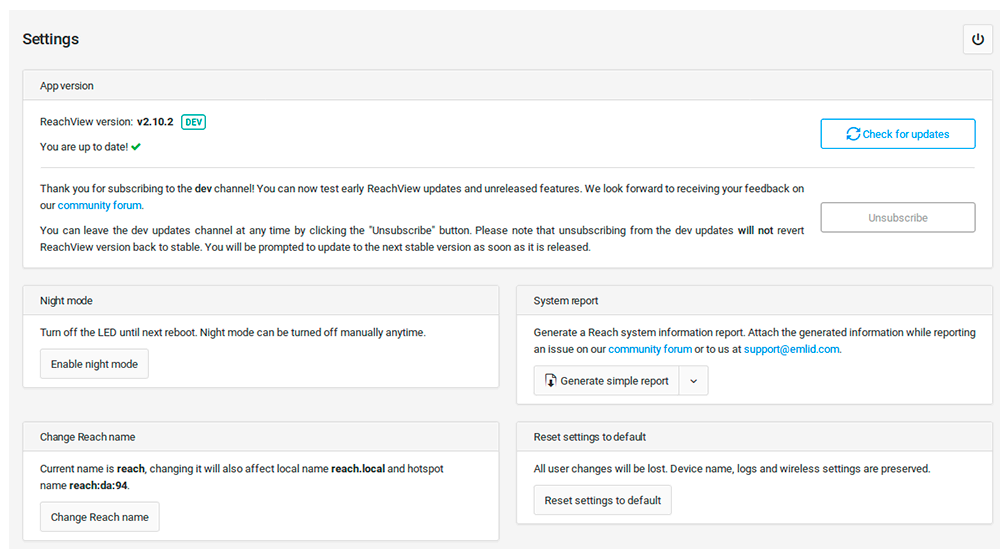 Settings
App version
ReachView version: v2.10.2 DEV
You are up to date!
Check for updates
Thank you for subscribing to the dev channel! You can now test early ReachView updates and unreleased features. We look forward to receiving your feedback on
our community forum.
Unsubscribe
You can leave the dev updates channel at any time by clicking the "Unsubscribe" button. Please note that unsubscribing from the dev updates will not revert
ReachView version back to stable. You will be prompted to update to the next stable version as soon as it is released.
Night mode
Turn off the LED until next reboot. Night mode can be turned off manually anytime.
Enable night mode
System report
Generate a Reach system information report. Attach the generated information while reporting
an issue on our community forum or to us at support@emlid.com.
Generate simple report
Change Reach name
Current name is reach, changing it will also affect local name reach.local and hotspot
name reach:da:94.
Change Reach name
Reset settings to default
All user changes will be lost. Device name, logs and wireless settings are preserved.
Reset settings to default